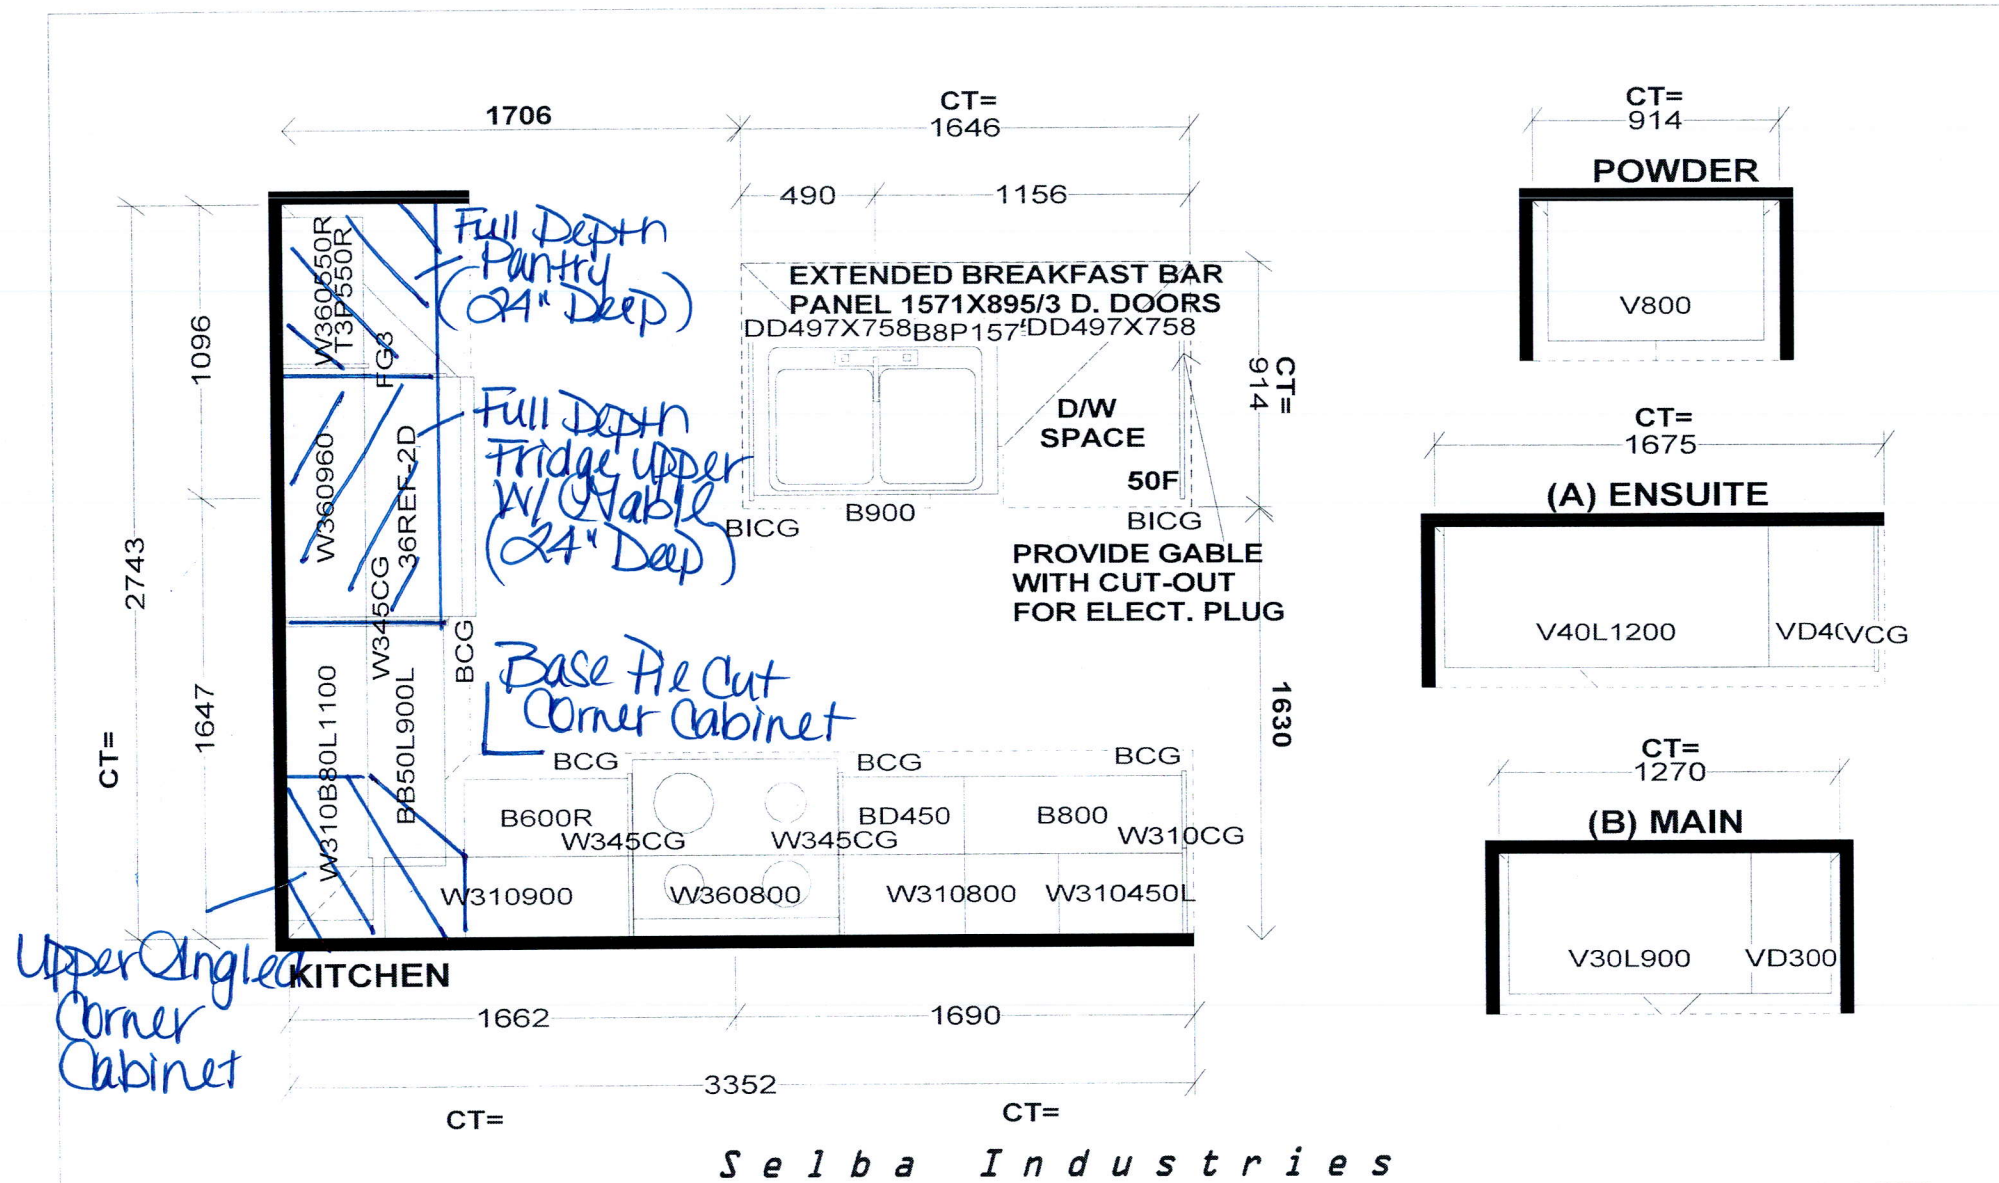 1706
CT=
1646
490
1156
1096
2743
CT=
1647
W360550R
T3P550R
FG3
Full Depth
Pantry
(24" Deep)
W360960
36REF-2D
Full Depth
Fridge upper
W/ Gable
(24" Deep)
W345CG
BCG
W310B80L1100
BB50L900L
Base Pie Cut
Corner Cabinet
EXTENDED BREAKFAST BAR
PANEL 1571X895/3 D. DOORS
DD497X758
B8P157
DD497X758
CT=
914
D/W
SPACE
50F
BICG
B900
BICG
PROVIDE GABLE
WITH CUT-OUT
FOR ELECT. PLUG
1630
BCG
BCG
BCG
B600R
BD450
B800
W345CG
W345CG
W310CG
W310900
W360800
W310800
W310450L
Upper Angled
Corner
Cabinet
KITCHEN
1662
1690
3352
CT=
CT=
CT=
914
POWDER
V800
CT=
1675
(A) ENSUITE
V40L1200
VD40
VCG
CT=
1270
(B) MAIN
V30L900
VD300
Selba Industries